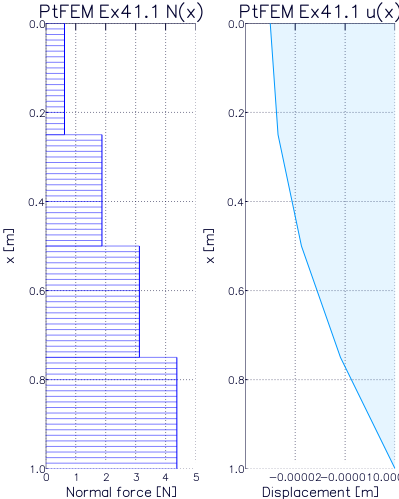 PtFEM Ex41.1 N(x)
0.0
0.2
0.4
0.6
0.8
1.0
x [m]
0 1 2 3 4 5
Normal force [N]
PtFEM Ex41.1 u(x)
0.0
0.2
0.4
0.6
0.8
1.0
x [m]
−0.00002 −0.00001 0.000
Displacement [m]